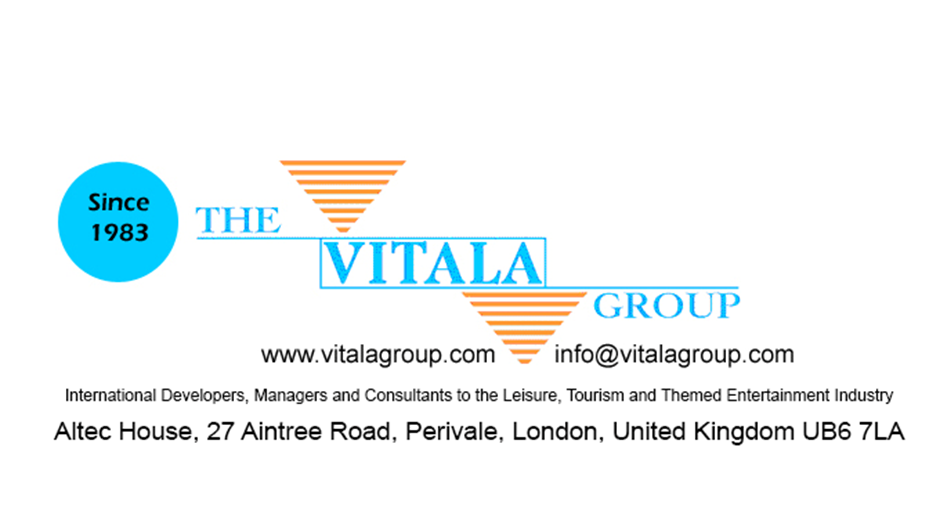 Since
1983
THE
VITALA
GROUP
www.vitalagroup.com info@vitalagroup.com
International Developers, Managers and Consultants to the Leisure, Tourism and Themed Entertainment Industry
Altec House, 27 Aintree Road, Perivale, London, United Kingdom UB6 7LA